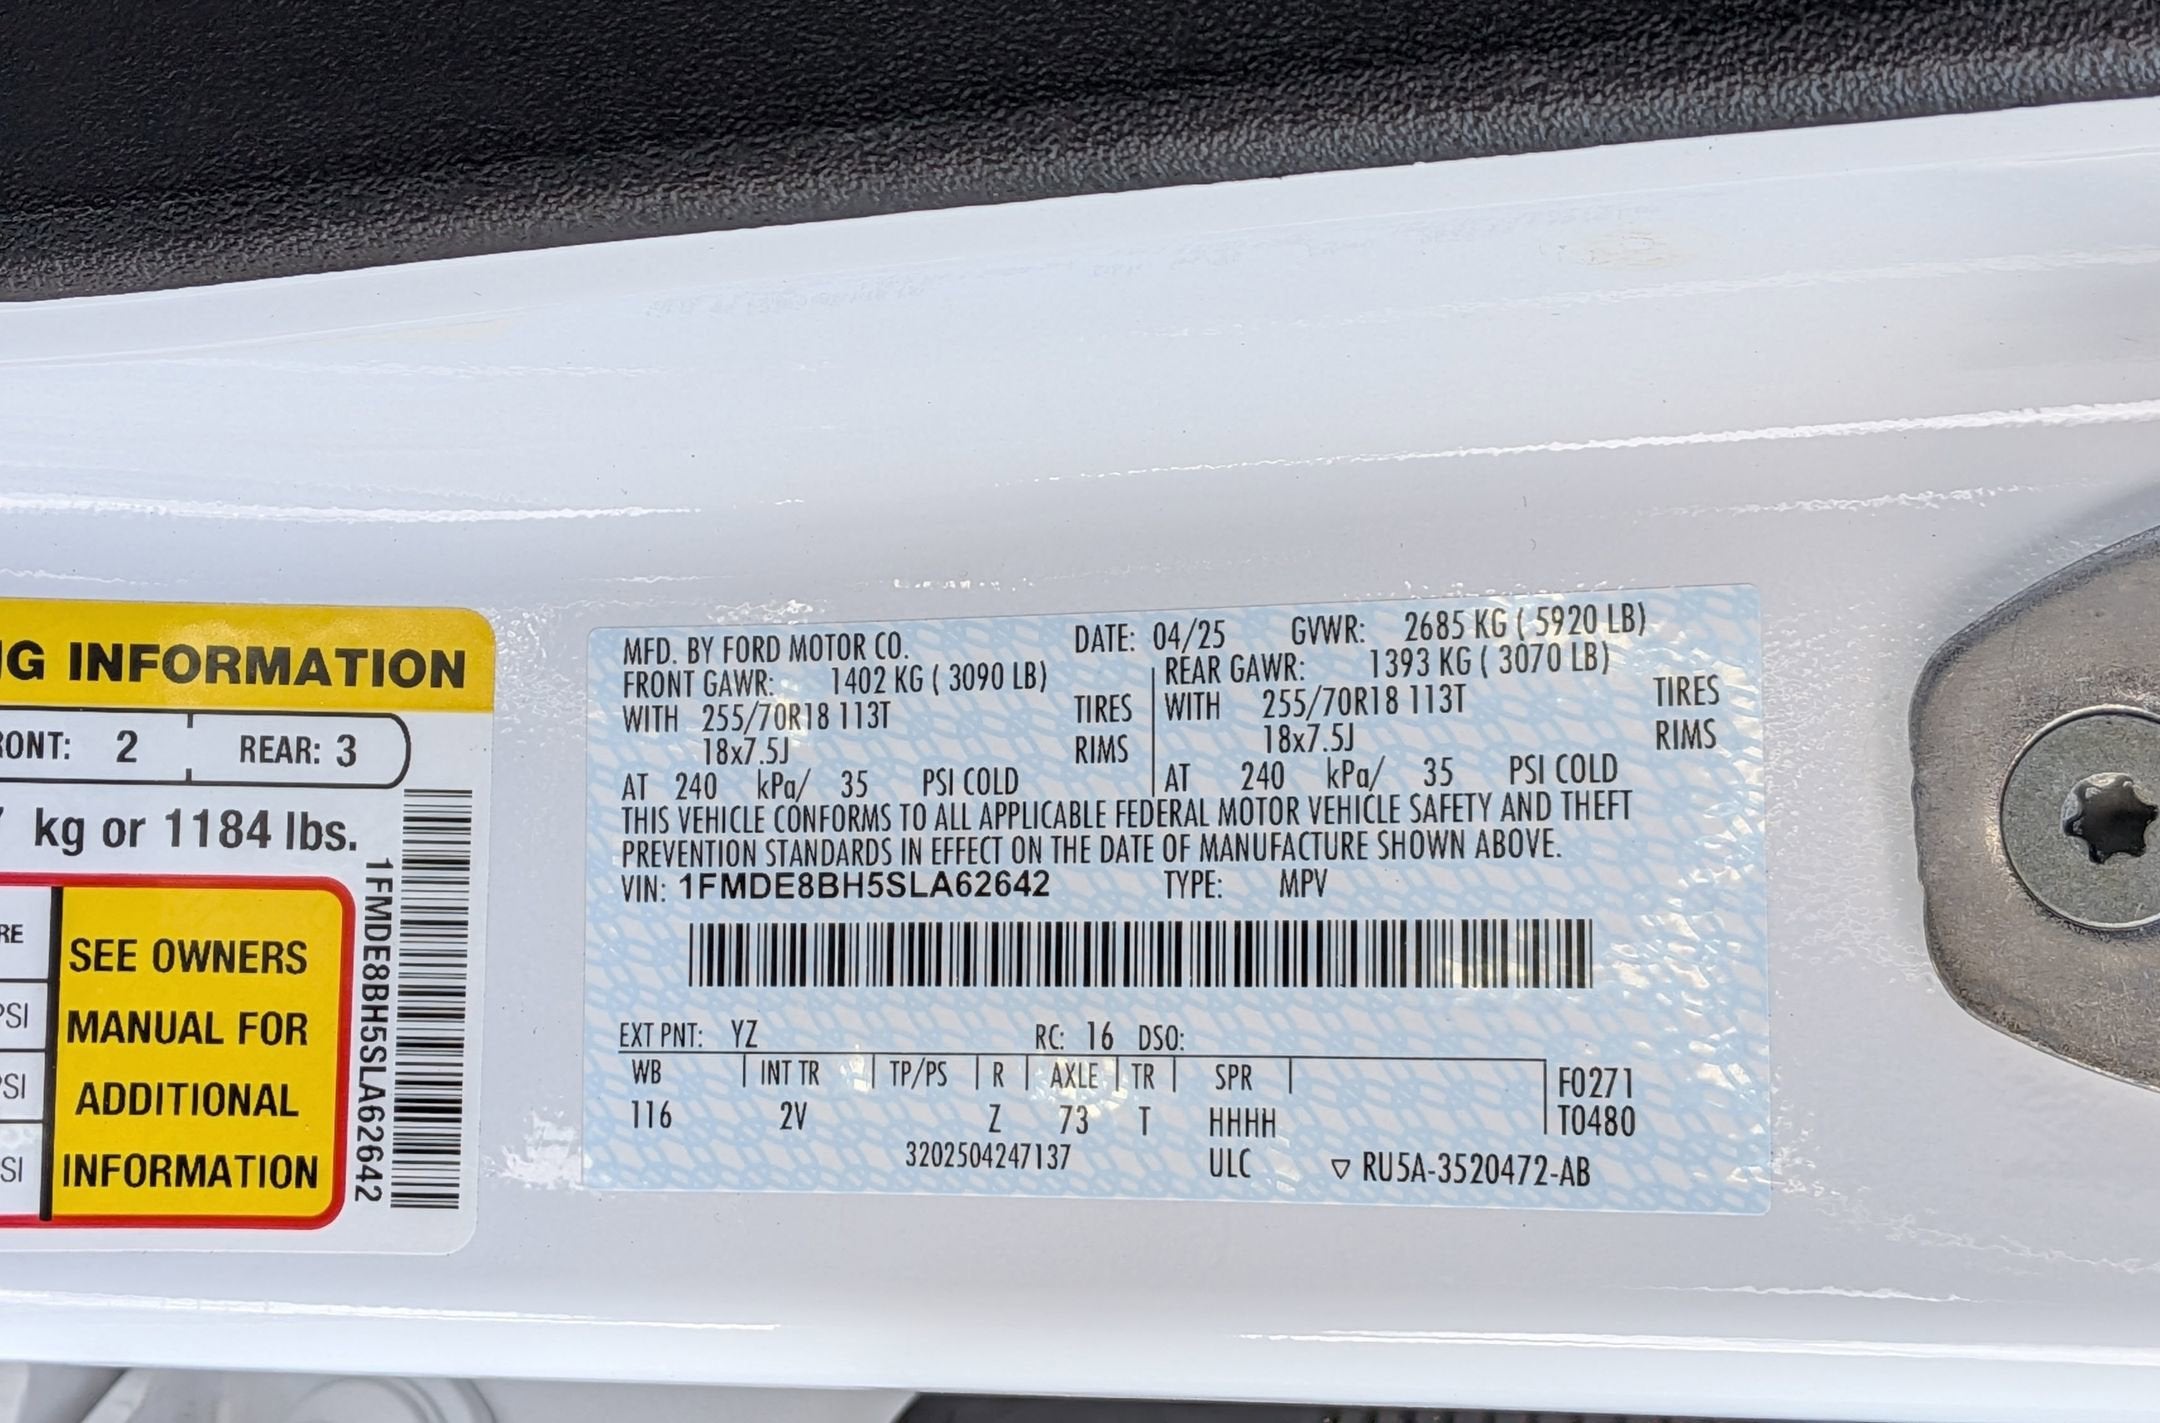 G INFORMATION
RONT: 2 REAR: 3
kg or 1184 lbs.
RE
PSI
PSI
SI
SEE OWNERS
MANUAL FOR
ADDITIONAL
INFORMATION
1FMDE8BH5SLA62642
MFD. BY FORD MOTOR CO. DATE: 04/25 GVWR: 2685 KG ( 5920 LB)
FRONT GAWR: 1402 KG ( 3090 LB) REAR GAWR: 1393 KG ( 3070 LB)
WITH 255/70R18 113T TIRES WITH 255/70R18 113T TIRES
18x7.5J RIMS 18x7.5J RIMS
AT 240 kPa/ 35 PSI COLD AT 240 kPa/ 35 PSI COLD
THIS VEHICLE CONFORMS TO ALL APPLICABLE FEDERAL MOTOR VEHICLE SAFETY AND THEFT
PREVENTION STANDARDS IN EFFECT ON THE DATE OF MANUFACTURE SHOWN ABOVE.
VIN: 1FMDE8BH5SLA62642 TYPE: MPV
EXT PNT: YZ RC: 16 DSO:
WB INT TR TP/PS R AXLE TR SPR F0271
116 2V Z 73 T HHHH T0480
3202504247137 ULC ▽ RU5A-3520472-AB